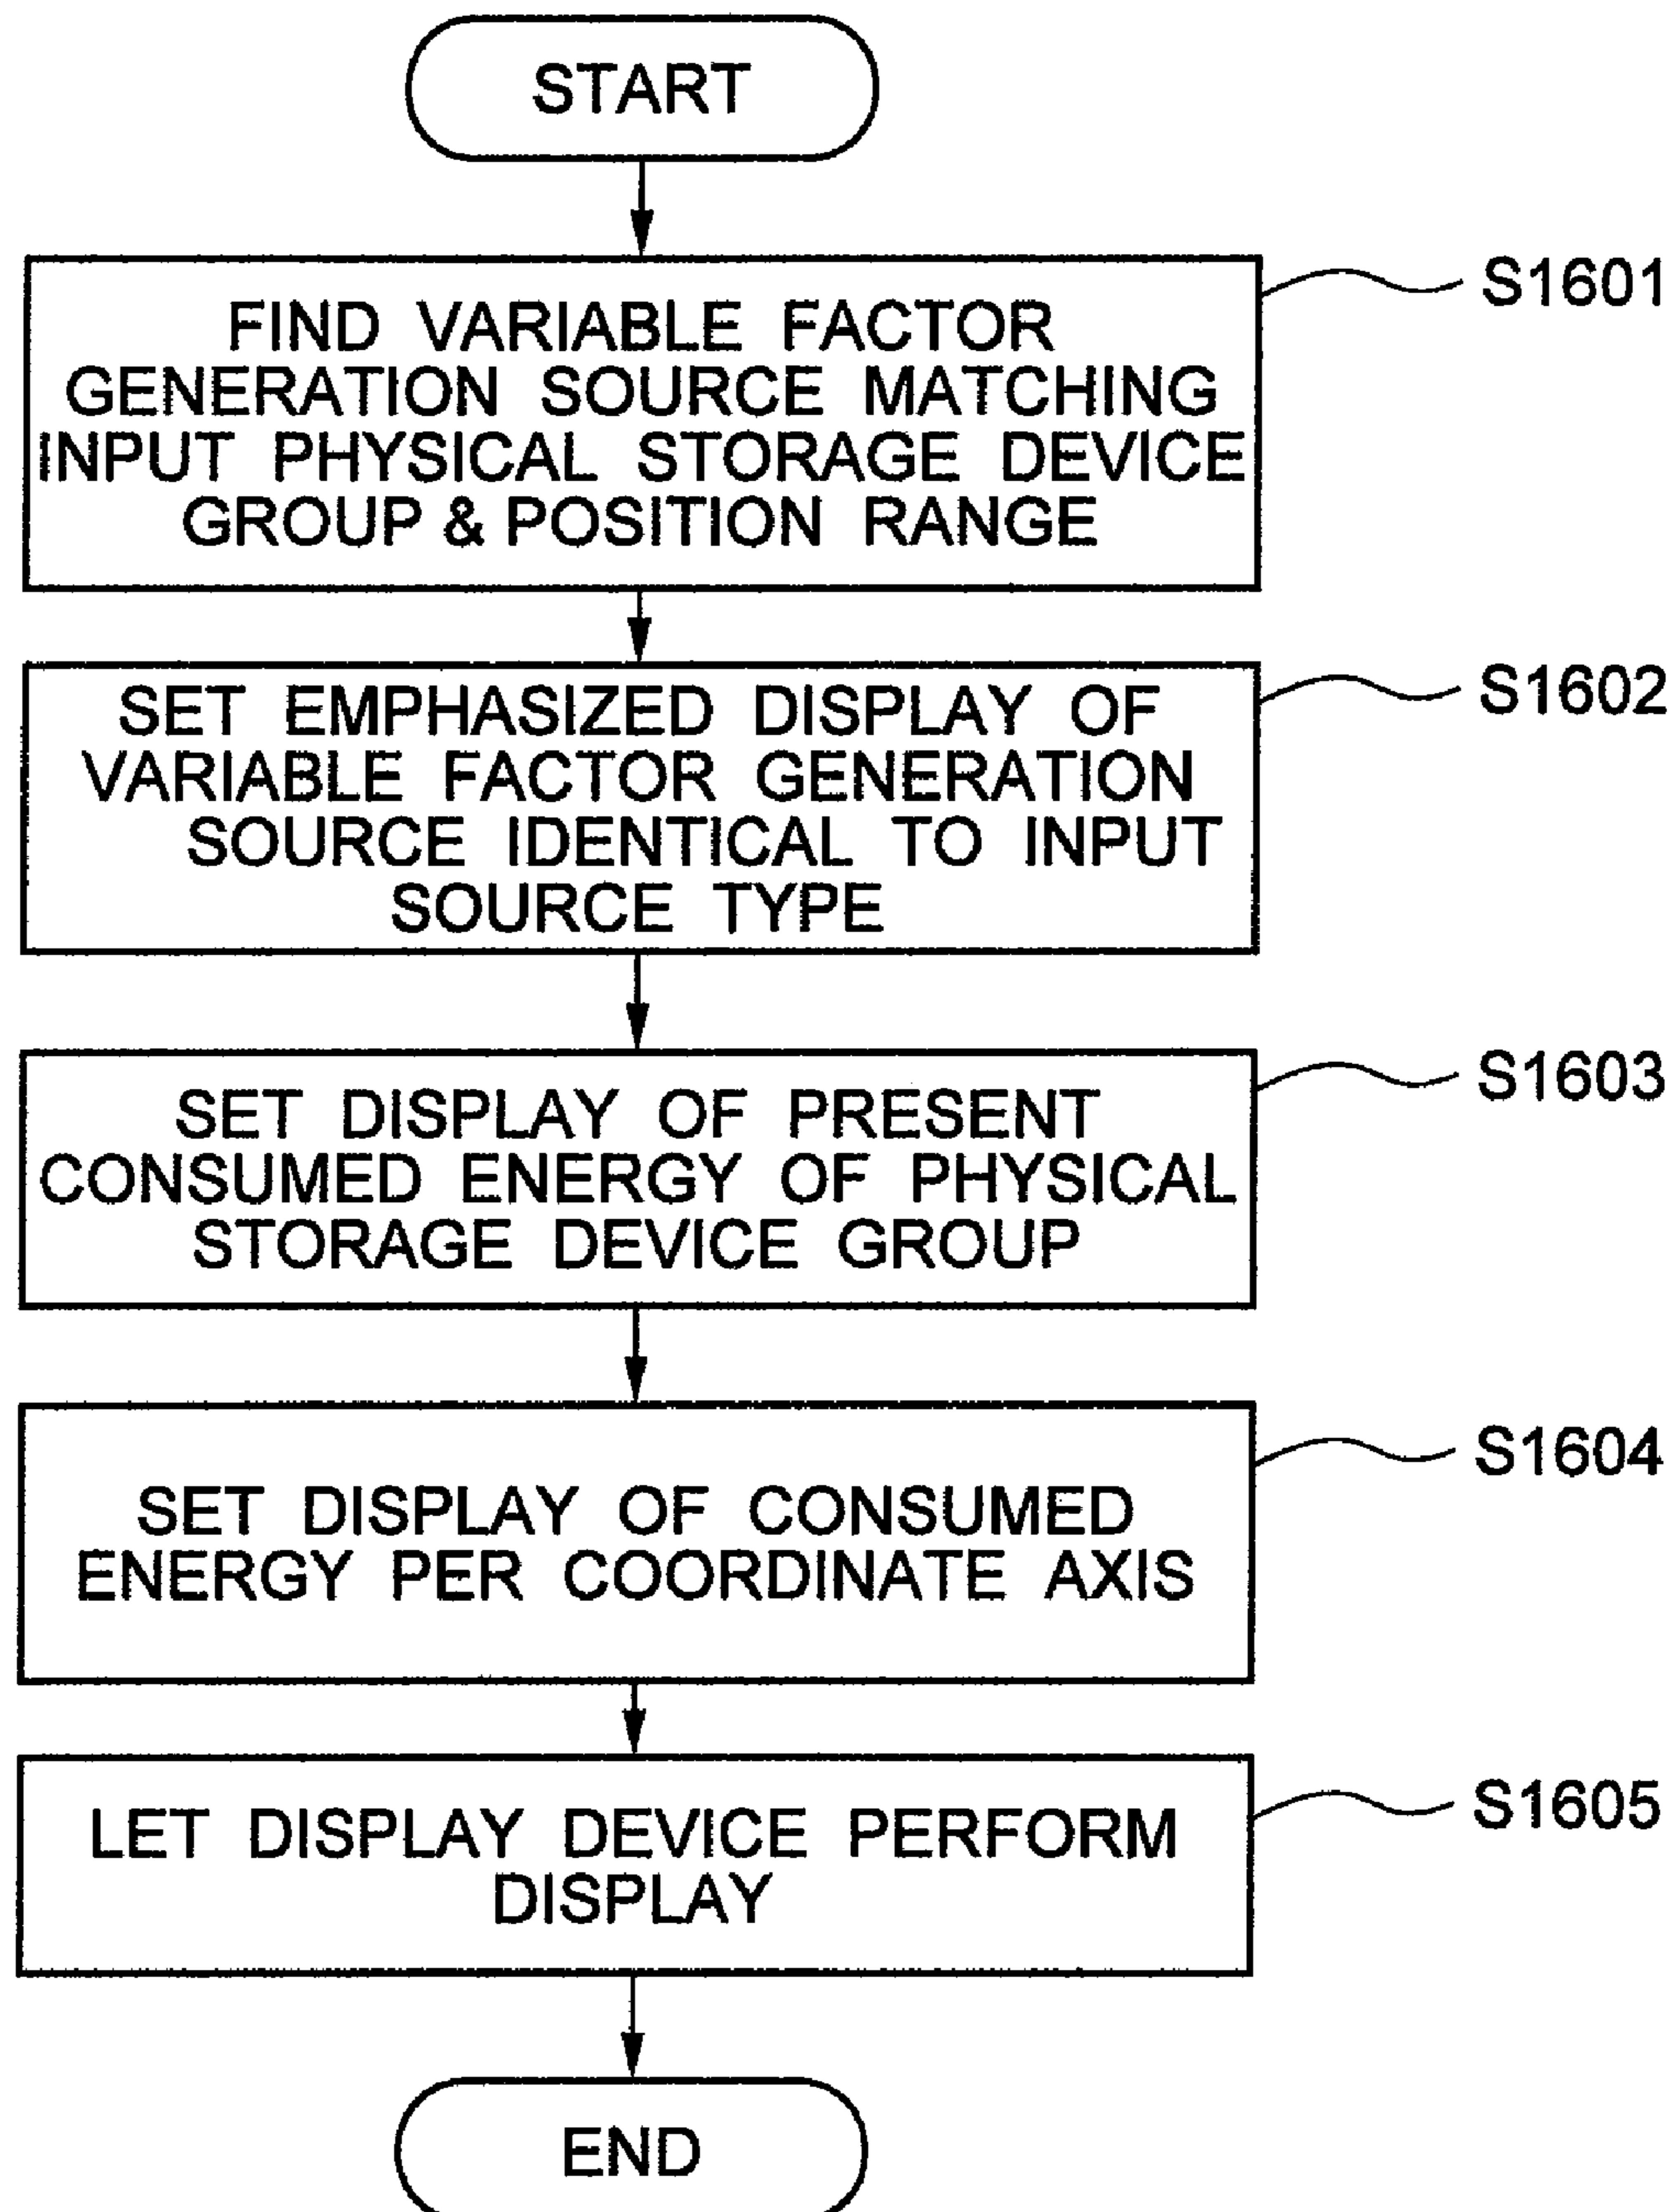 START
S1601
FIND VARIABLE FACTOR
GENERATION SOURCE MATCHING
INPUT PHYSICAL STORAGE DEVICE
GROUP & POSITION RANGE
S1602
SET EMPHASIZED DISPLAY OF
VARIABLE FACTOR GENERATION
SOURCE IDENTICAL TO INPUT
SOURCE TYPE
S1603
SET DISPLAY OF PRESENT
CONSUMED ENERGY OF PHYSICAL
STORAGE DEVICE GROUP
S1604
SET DISPLAY OF CONSUMED
ENERGY PER COORDINATE AXIS
S1605
LET DISPLAY DEVICE PERFORM
DISPLAY
END